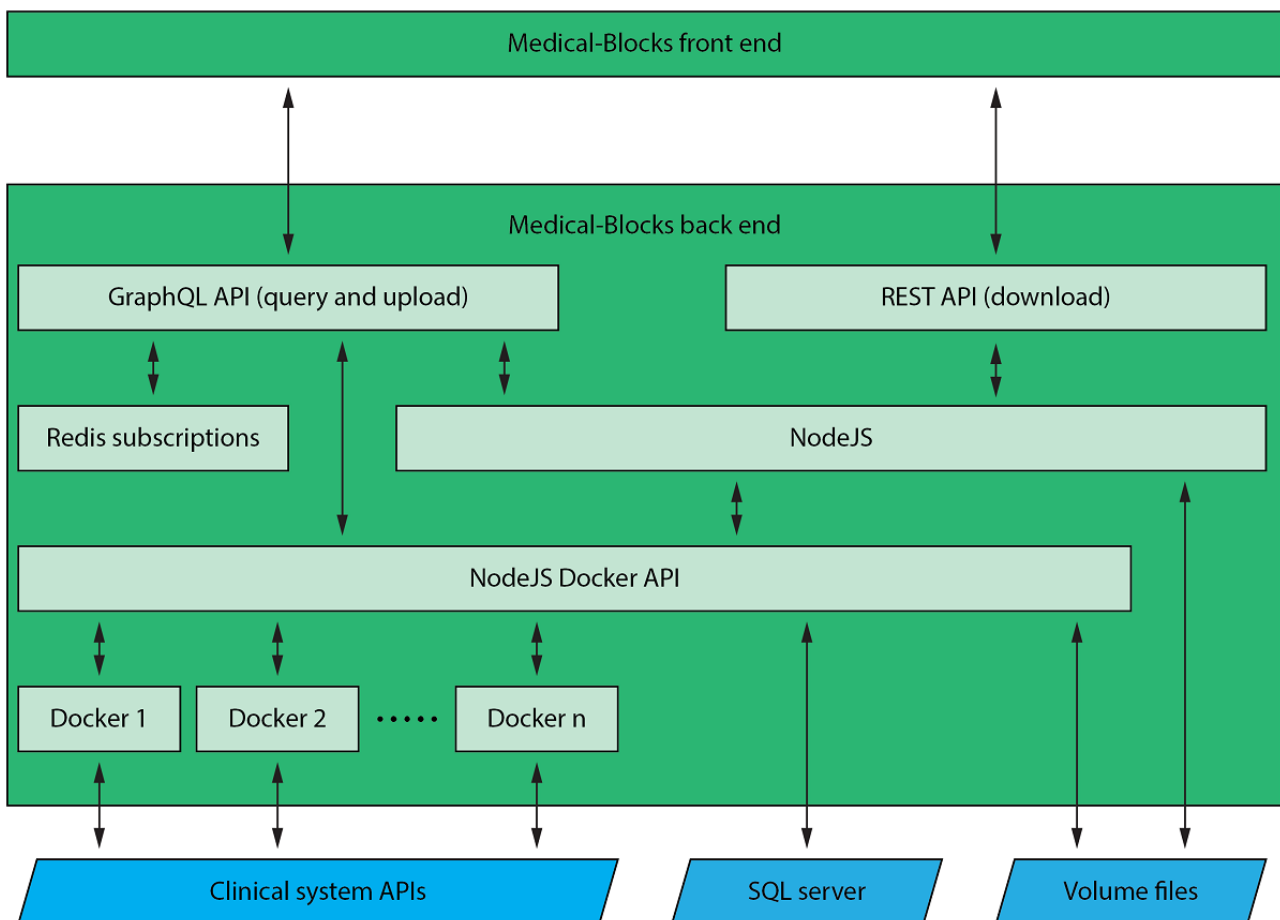 Medical-Blocks front end
Medical-Blocks back end
GraphQL API (query and upload)
REST API (download)
Redis subscriptions
NodeJS
NodeJS Docker API
Docker 1
Docker 2
.....
Docker n
Clinical system APIs
SQL server
Volume files